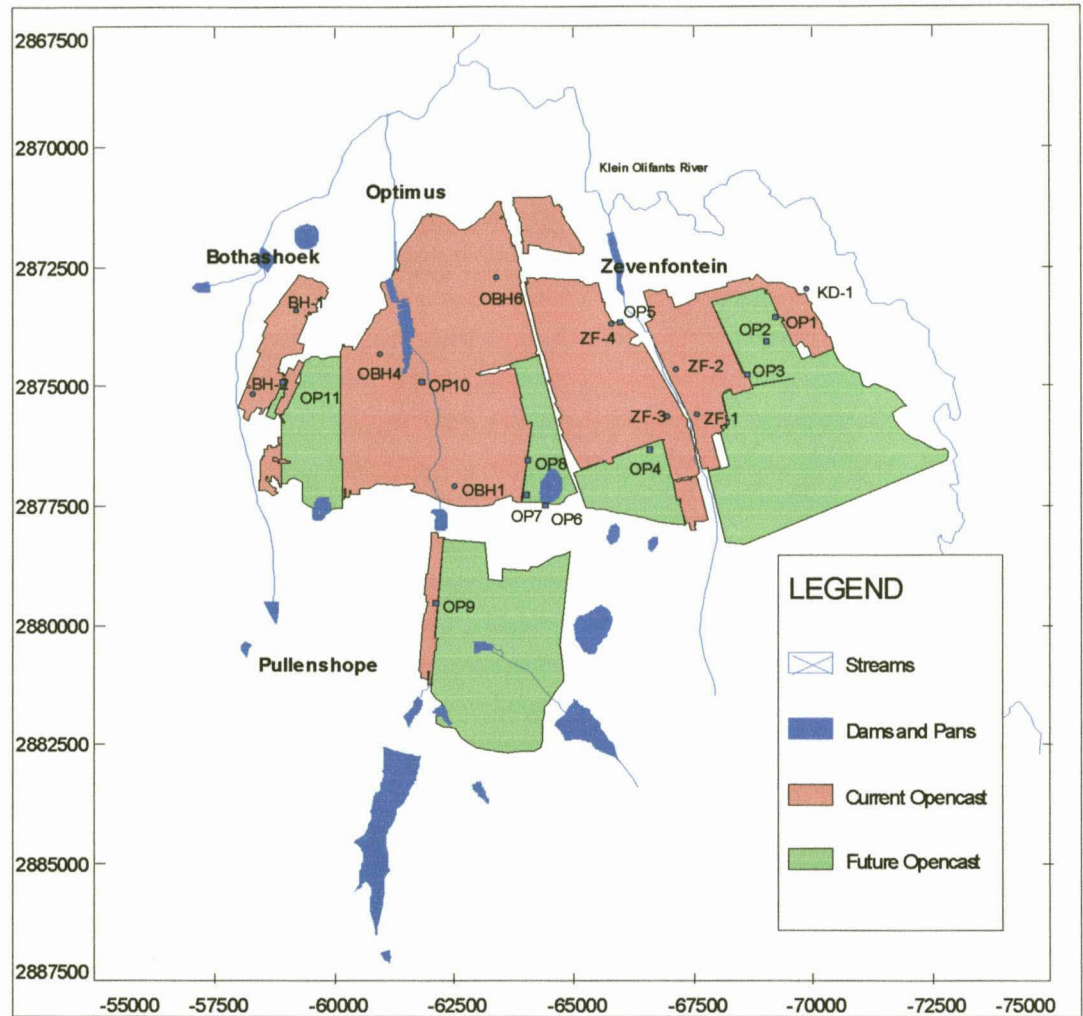 2867500
2870000
Klein Olifants River
Optimus
Bothashoek
2872500
Zevenfontein
OBH6
KD-1
BH-1
OP5
OP1
OP2
ZF-4
OBH4
ZF-2
OP3
2875000
BH-2
OP10
OP11
ZF-3
ZF-1
OP8
OP4
OBH1
2877500
OP7
OP6
LEGEND
OP9
2880000
Pullenshope
Streams
2882500
Dams and Pans
Current Opencast
2885000
Future Opencast
2887500
-55000 -57500 -60000 -62500 -65000 -67500 -70000 -72500 -75000